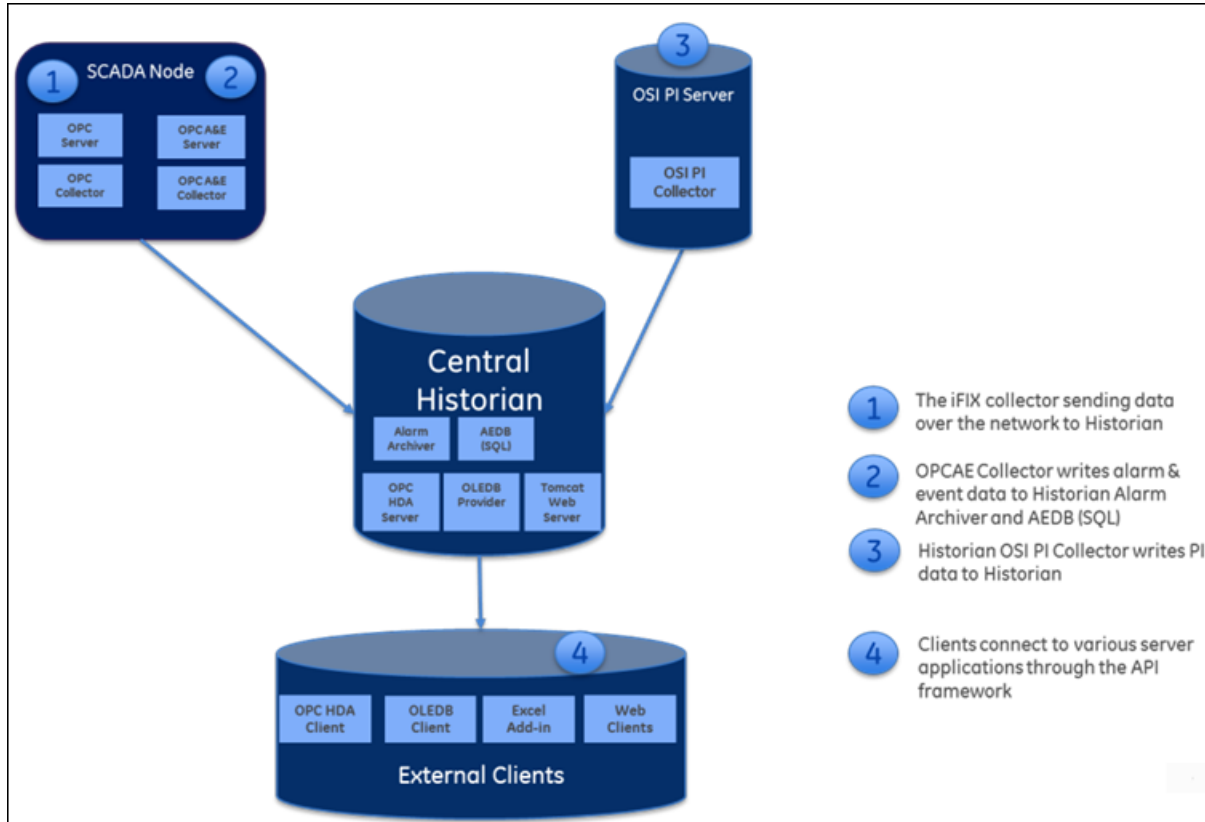 1
SCADA Node
2
OPC
Server
OPC A&E
Server
OPC
Collector
OPC A&E
Collector
3
OSI PI Server
OSI PI
Collector
Central
Historian
Alarm
Archiver
AEDB
(SQL)
OPC
HDA
Server
OLEDB
Provider
Tomcat
Web
Server
4
OPC HDA
Client
OLEDB
Client
Excel
Add-in
Web
Clients
External Clients
1
The iFIX collector sending data
over the network to Historian
2
OPCAE Collector writes alarm &
event data to Historian Alarm
Archiver and AEDB (SQL)
3
Historian OSI PI Collector writes PI
data to Historian
4
Clients connect to various server
applications through the API
framework